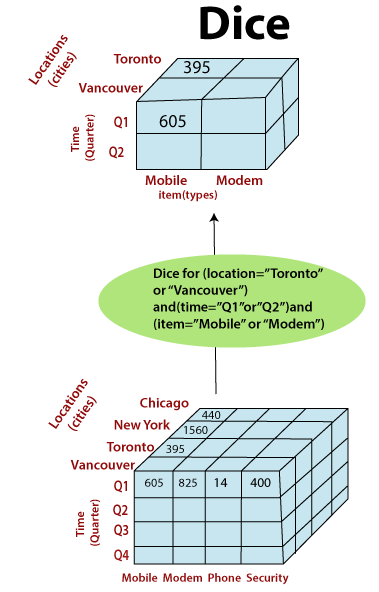 Dice
Locations
(cities)
Toronto
395
Vancouver
Time
(Quarter)
Q1
605
Q2
Mobile Modem
item(types)
Dice for (location="Toronto"
or "Vancouver")
and(time="Q1"or"Q2")and
(item="Mobile" or "Modem")
Locations
(cities)
Chicago
440
New York
1560
Toronto
395
Vancouver
Time
(Quarter)
Q1 605 825 14 400
Q2
Q3
Q4
Mobile Modem Phone Security